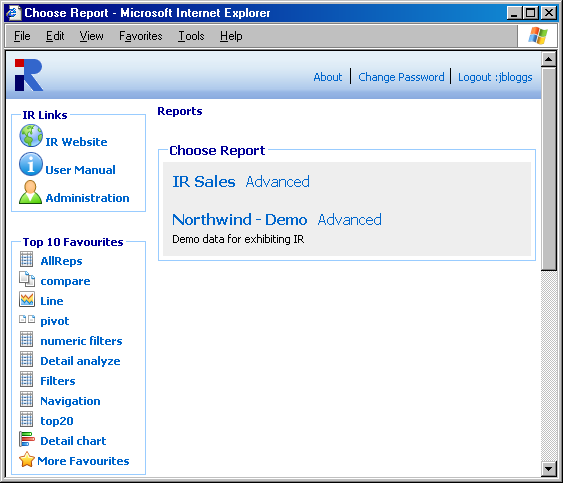 Choose Report - Microsoft Internet Explorer
File Edit View Favorites Tools Help
IR
About Change Password Logout :jbloggs
IR Links
IR Website
User Manual
Administration
Top 10 Favourites
AllReps
compare
Line
pivot
numeric filters
Detail analyze
Filters
Navigation
top20
Detail chart
More Favourites
Reports
Choose Report
IR Sales Advanced
Northwind - Demo Advanced
Demo data for exhibiting IR